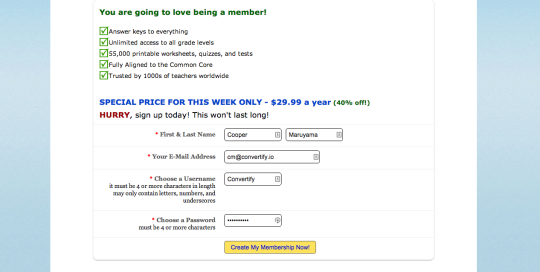 You are going to love being a member!
Answer keys to everything
Unlimited access to all grade levels
55,000 printable worksheets, quizzes, and tests
Fully Aligned to the Common Core
Trusted by 1000s of teachers worldwide
SPECIAL PRICE FOR THIS WEEK ONLY - $29.99 a year (40% off!)
HURRY, sign up today! This won't last long!
* First & Last Name Cooper Maruyama
* Your E-Mail Address cm@convertify.io
* Choose a Username Convertify
it must be 4 or more characters in length
may only contain letters, numbers, and
underscores
* Choose a Password ••••••••••
must be 4 or more characters
Create My Membership Now!